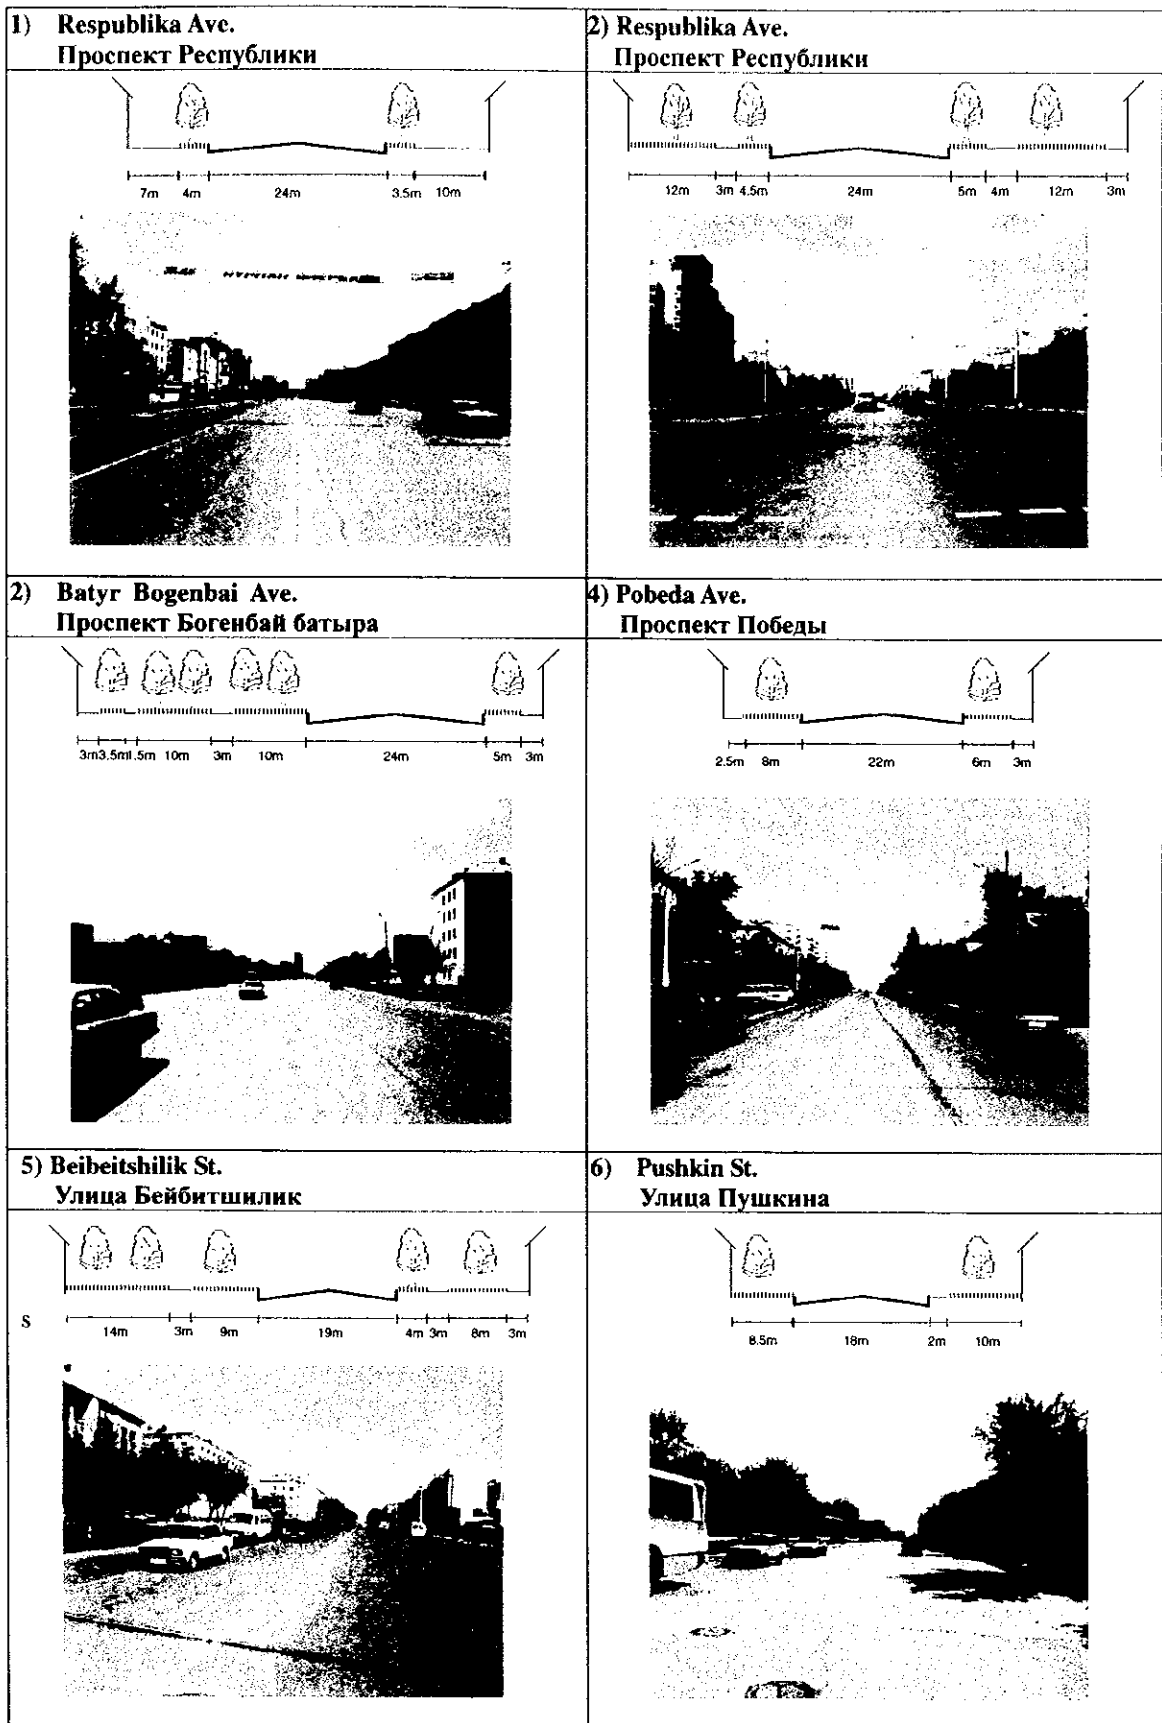 1) Respublika Ave.
Проспект Республики
7m 4m 24m 3.5m 10m
2) Respublika Ave.
Проспект Республики
12m 3m 4.5m 24m 5m 4m 12m 3m
2) Batyr Bogenbai Ave.
Проспект Богенбай батыра
3m 3.5m 1.5m 10m 3m 10m 24m 5m 3m
4) Pobeda Ave.
Проспект Победы
2.5m 8m 22m 6m 3m
5) Beibeitshilik St.
Улица Бейбитшилик
S
14m 3m 9m 19m 4m 3m 8m 3m
6) Pushkin St.
Улица Пушкина
8.5m 18m 2m 10m